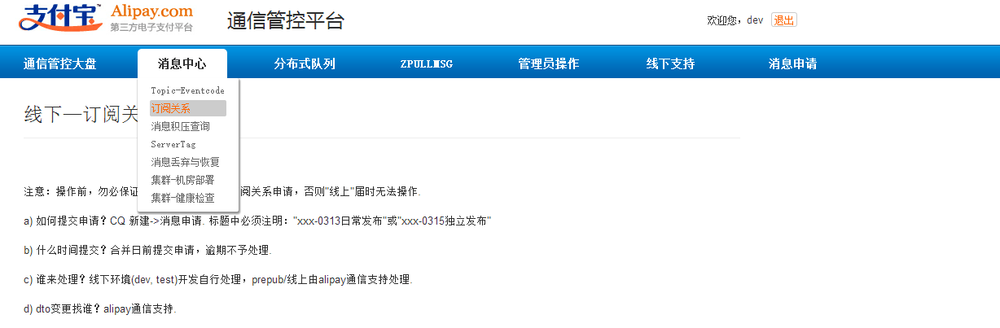 支付宝™ Alipay.com
第三方电子支付平台
通信管控平台
欢迎您，dev 退出
通信管控大盘 消息中心 分布式队列 ZPULLMSG 管理员操作 线下支持 消息申请
Topic-Eventcode
订阅关系
消息积压查询
ServerTag
消息丢弃与恢复
集群-机房部署
集群-健康检查
线下—订阅关
注意：操作前，勿必保证 阅关系申请，否则"线上"届时无法操作.
a) 如何提交申请？CQ 新建->消息申请. 标题中必须注明："xxx-0313日常发布"或"xxx-0315独立发布"
b) 什么时间提交？合并日前提交申请，逾期不予处理.
c) 谁来处理？线下环境(dev, test)开发自行处理，prepub/线上由alipay通信支持处理.
d) dto变更找谁？alipay通信支持.